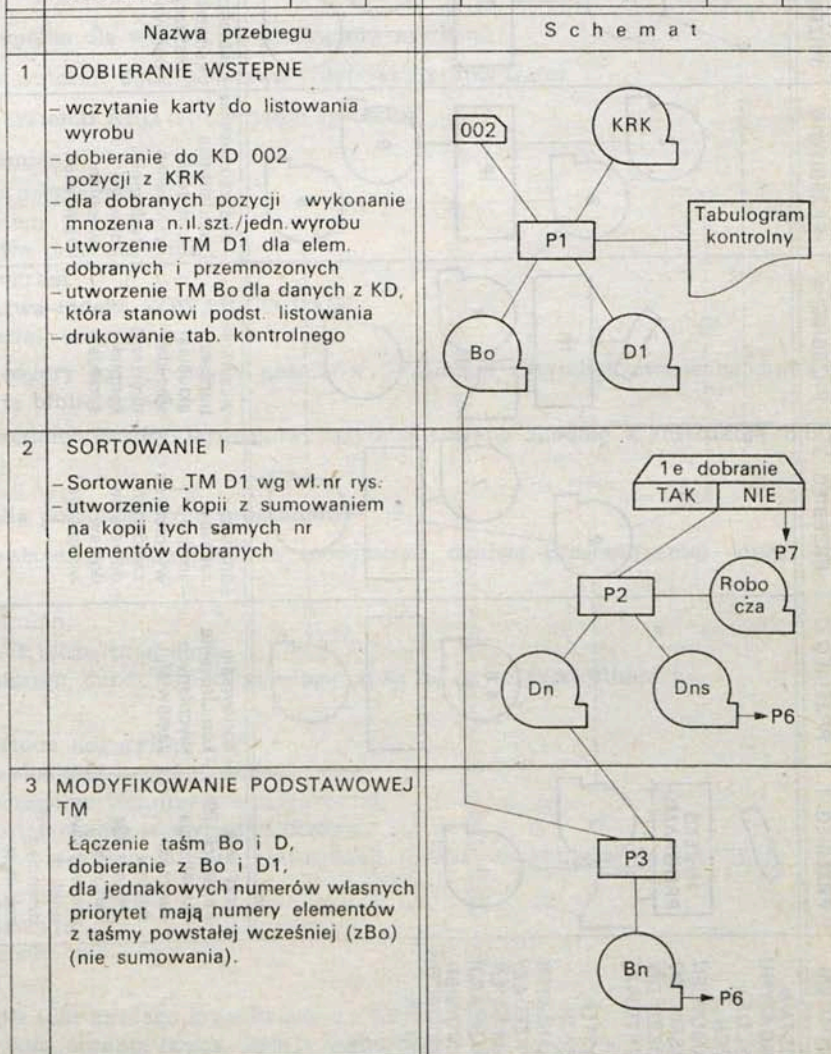 Nazwa przebiegu
Schemat
1 DOBIERANIE WSTĘPNE
– wczytanie karty do listowania
wyrobu
– dobieranie do KD 002
pozycji z KRK
– dla dobranych pozycji wykonanie
mnozenia n.il.szt./jedn.wyrobu
– utworzenie TM D1 dla elem.
dobranych i przemnozonych
– utworzenie TM Bo dla danych z KD,
która stanowi podst. listowania
– drukowanie tab. kontrolnego
002
KRK
P1
Tabulogram
kontrolny
Bo
D1
2 SORTOWANIE I
– Sortowanie TM D1 wg wł.nr rys.
– utworzenie kopii z sumowaniem
na kopii tych samych nr
elementów dobranych
1e dobranie
TAK NIE
P7
P2
Robo
cza
Dn
Dns
P6
3 MODYFIKOWANIE PODSTAWOWEJ
TM
Łączenie taśm Bo i D,
dobieranie z Bo i D1,
dla jednakowych numerów własnych
priorytet mają numery elementów
z taśmy powstałej wcześniej (zBo)
(nie sumowania).
P3
Bn
P6